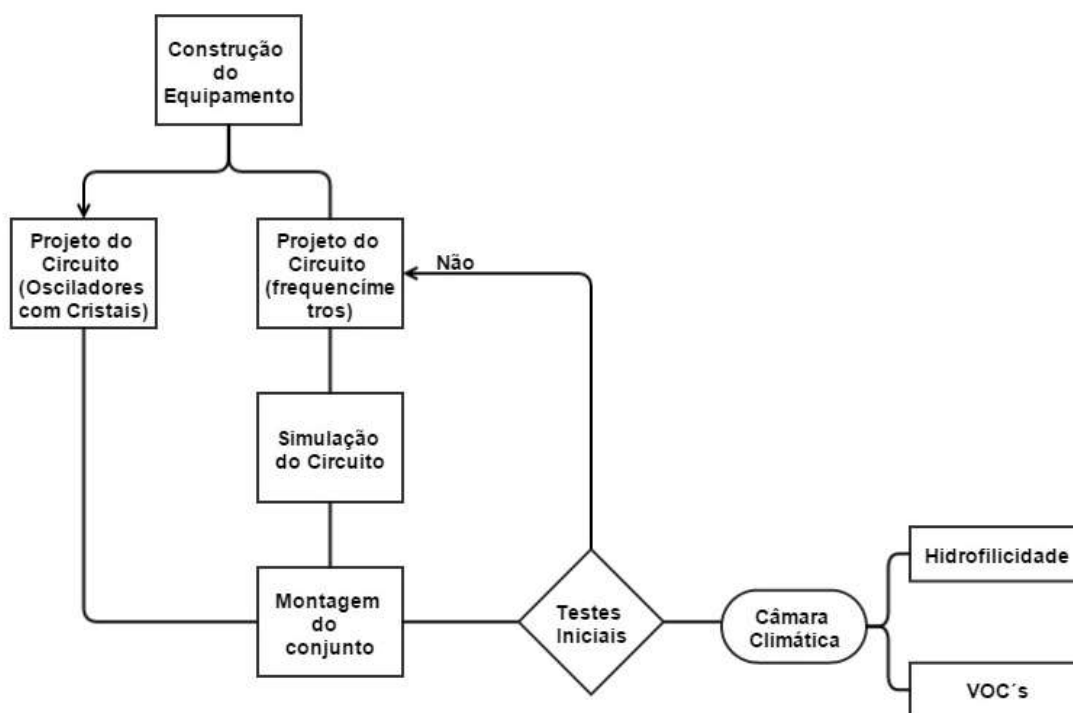 Construção
do
Equipamento
Projeto do
Circuito
(Osciladores
com Cristais)
Projeto do
Circuito
(frequencíme
tros)
Não
Simulação
do Circuito
Montagem
do
conjunto
Testes
Iniciais
Câmara
Climática
Hidrofilicidade
VOC´s